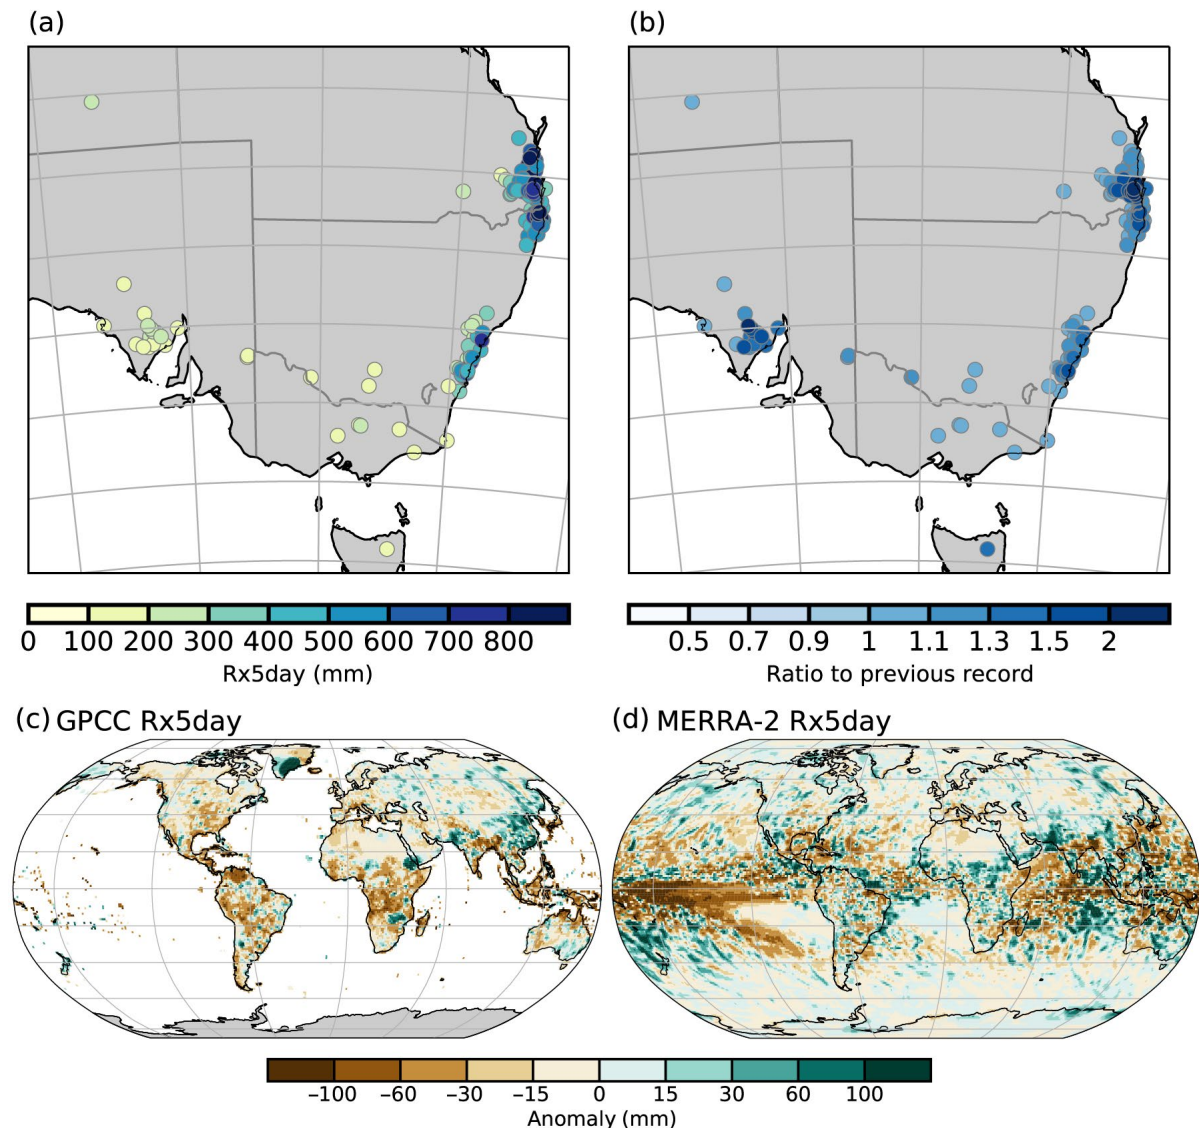 (a)
(b)
0 100 200 300 400 500 600 700 800
Rx5day (mm)
0.5 0.7 0.9 1 1.1 1.3 1.5 2
Ratio to previous record
(c) GPCC Rx5day
(d) MERRA-2 Rx5day
−100 −60 −30 −15 0 15 30 60 100
Anomaly (mm)